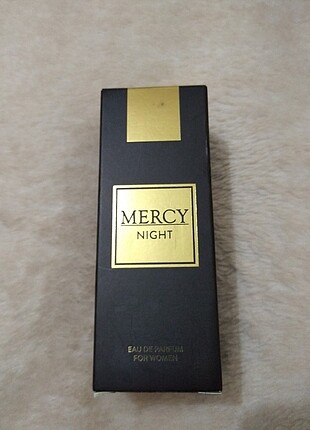 MERCY
NIGHT
EAU DE PARFUM
FOR WOMEN